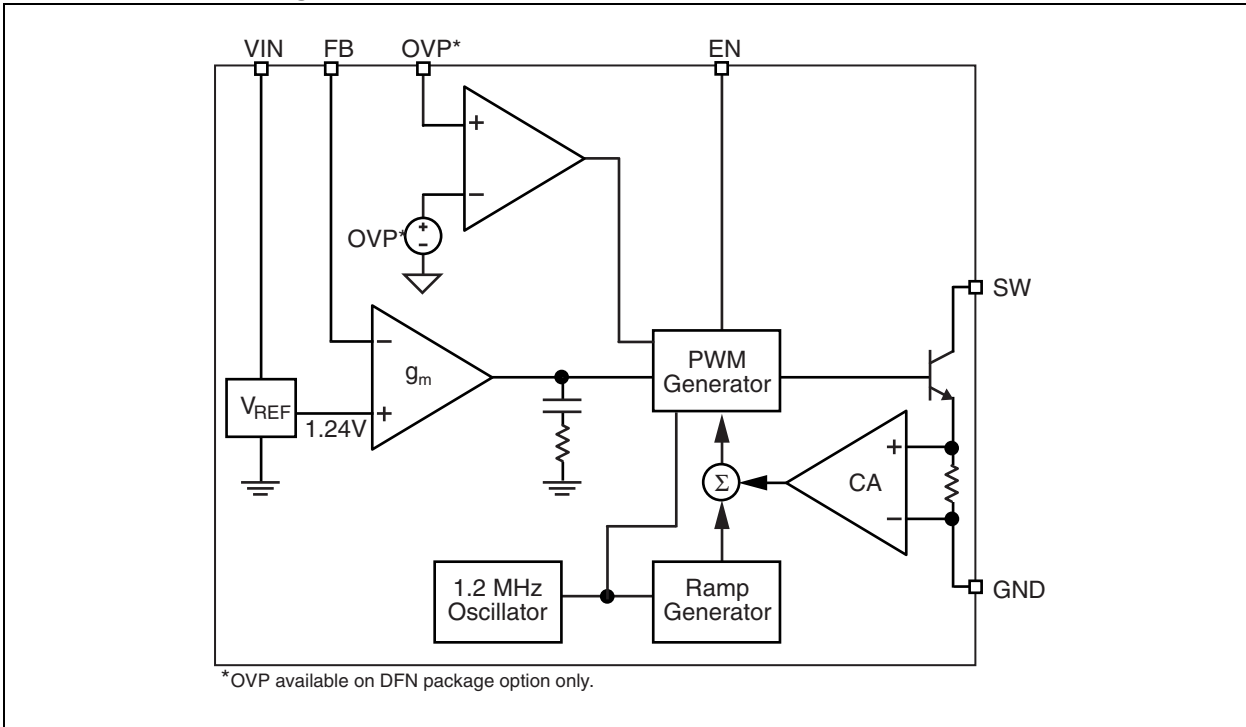 VIN FB OVP* EN
+
−
OVP*
+
−
SW
−
gm
PWM
Generator
VREF
+
1.24V
+
CA
Σ
−
1.2 MHz
Oscillator
Ramp
Generator
GND
*OVP available on DFN package option only.